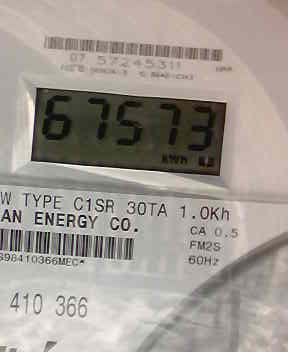 07 57245311
67573
KWH
W TYPE C1SR 30TA 1.0Kh
AN ENERGY CO.
CA 0.5
FM2S
S98410366MEC*
60Hz
410 366